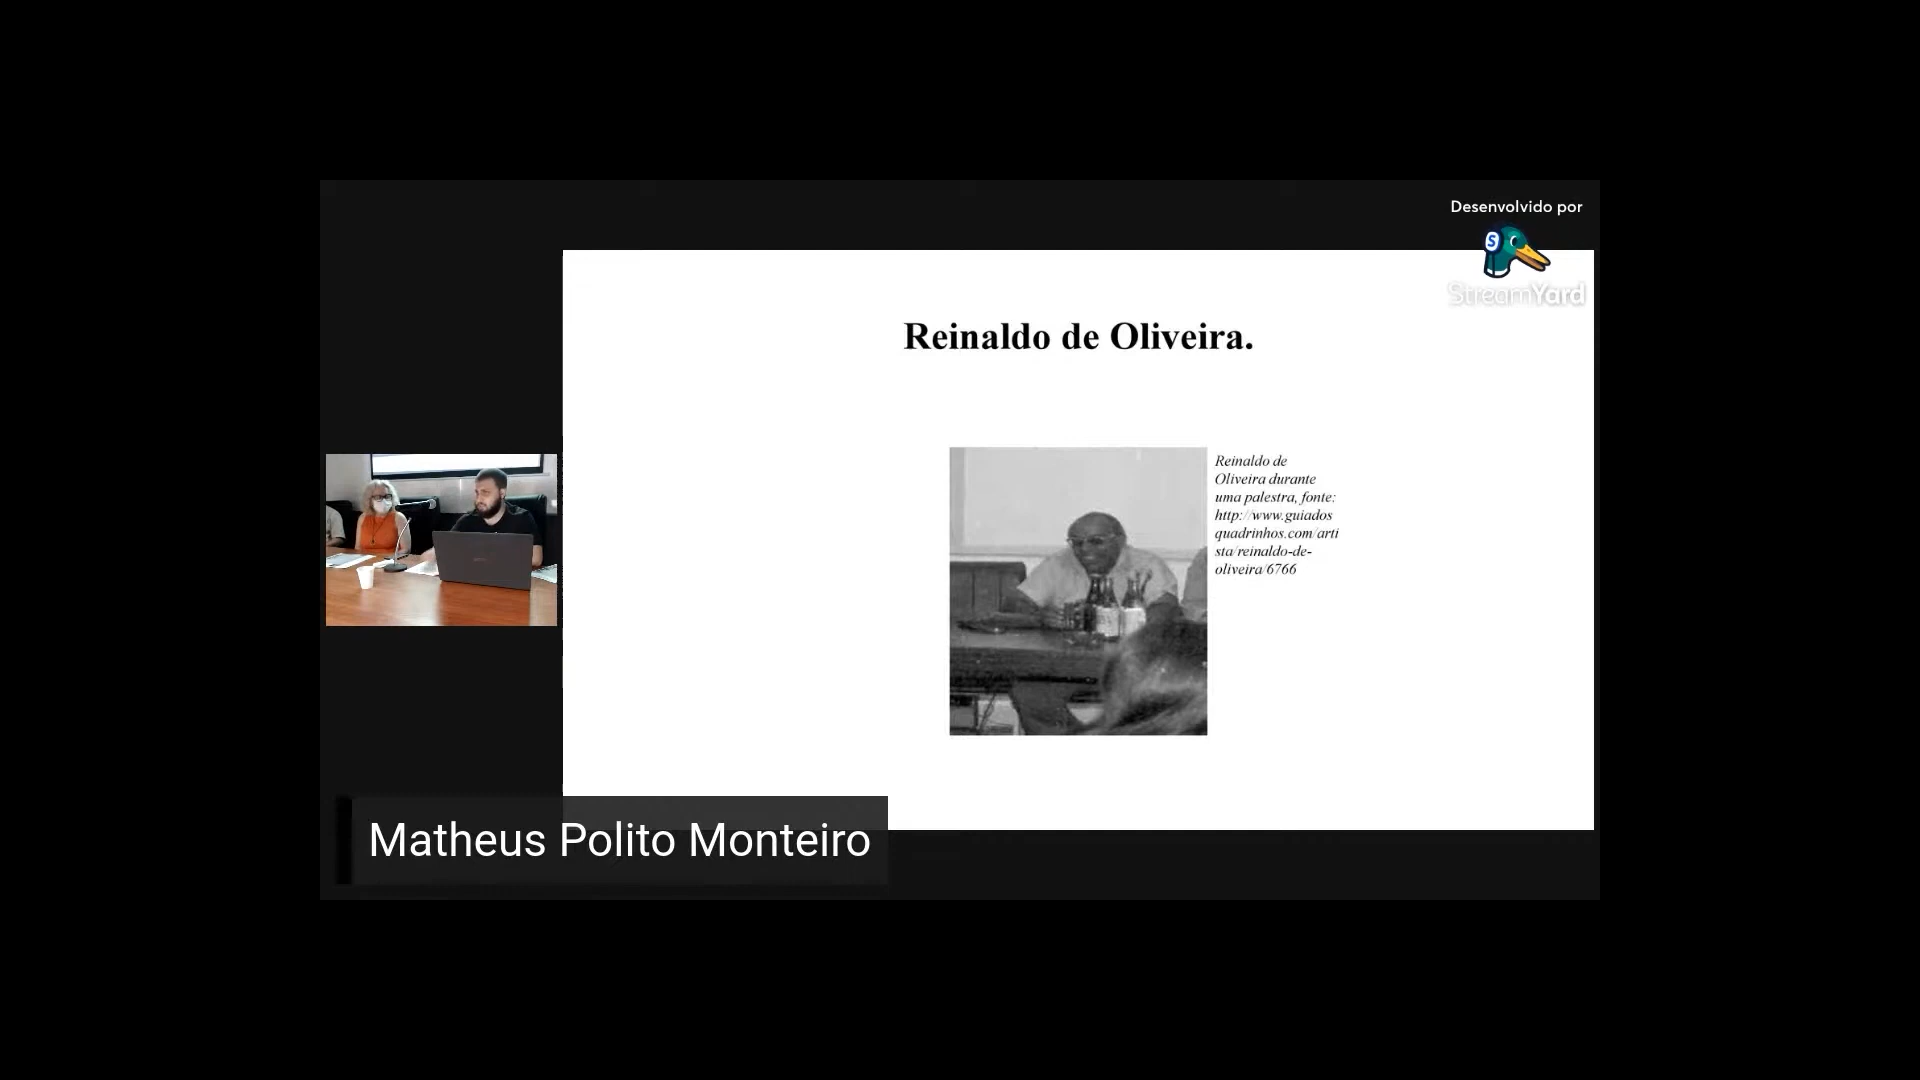 Desenvolvido por
StreamYard
Reinaldo de Oliveira.
Reinaldo de
Oliveira durante
uma palestra, fonte:
http://www.guiados
quadrinhos.com/arti
sta/reinaldo-de-
oliveira/6766
Matheus Polito Monteiro